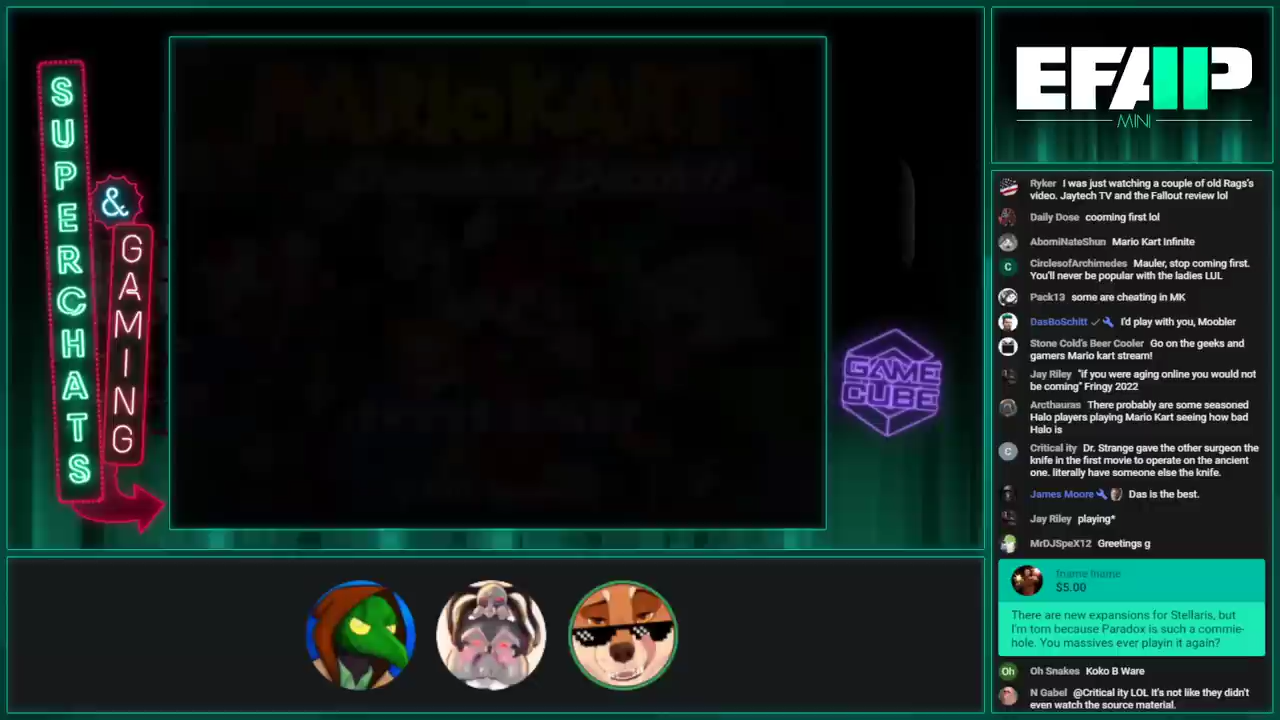 SUPERCHATS
&
GAMING
MARIO KART
Double Dash!!
GAME
CUBE
EFAP
MINI
Ryker I was just watching a couple of old Rags's
video. Jaytech TV and the Fallout review lol
Daily Dose cooming first lol
AbomiNateShun Mario Kart Infinite
C
CirclesofArchimedes Mauler, stop coming first.
You'll never be popular with the ladies LUL
Pack13 some are cheating in MK
DasBoSchitt I'd play with you, Moobler
Stone Cold's Beer Cooler Go on the geeks and
gamers Mario kart stream!
Jay Riley "if you were aging online you would not
be coming" Fringy 2022
Arcthauras There probably are some seasoned
Halo players playing Mario Kart seeing how bad
Halo is
C
Critical ity Dr. Strange gave the other surgeon the
knife in the first movie to operate on the ancient
one. literally have someone else the knife.
James Moore Das is the best.
Jay Riley playing*
MrDJSpeX12 Greetings g
Iname Iname
$5.00
There are new expansions for Stellaris, but
I'm torn because Paradox is such a commie-
hole. You massives ever playin it again?
Oh
Oh Snakes Koko B Ware
N Gabel @Critical ity LOL It's not like they didn't
even watch the source material.